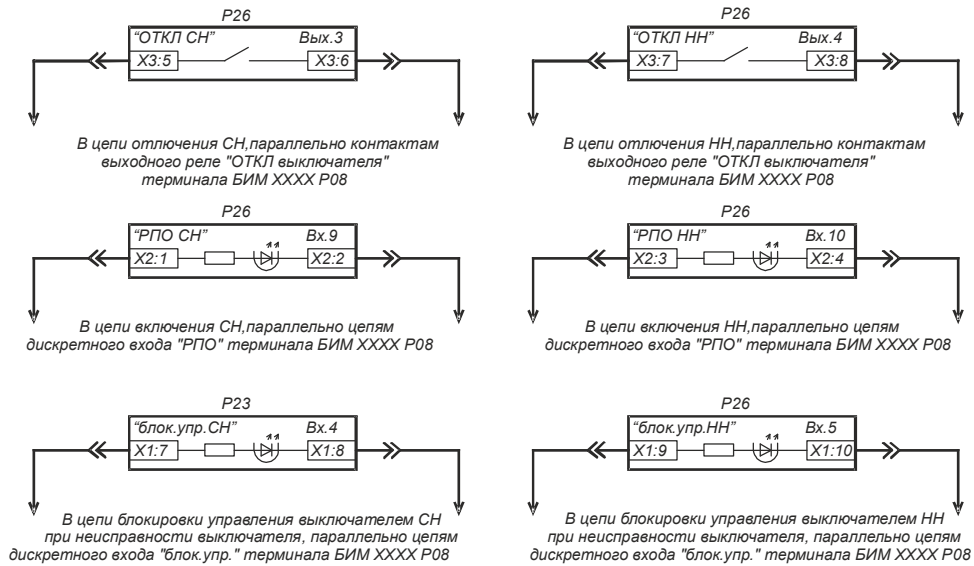 P26
“ОТКЛ СН” Вых.3
X3:5 X3:6
В цепи отлючения СН,параллельно контактам
выходного реле "ОТКЛ выключателя"
терминала БИМ ХХХХ Р08
P26
“ОТКЛ НН” Вых.4
X3:7 X3:8
В цепи отлючения НН,параллельно контактам
выходного реле "ОТКЛ выключателя"
терминала БИМ ХХХХ Р08
P26
“РПО СН” Вх.9
X2:1 X2:2
В цепи включения СН,параллельно цепям
дискретного входа "РПО" терминала БИМ ХХХХ Р08
P26
“РПО НН” Вх.10
X2:3 X2:4
В цепи включения НН,параллельно цепям
дискретного входа "РПО" терминала БИМ ХХХХ Р08
P23
“блок.упр.СН” Вх.4
X1:7 X1:8
В цепи блокировки управления выключателем СН
при неисправности выключателя, параллельно цепям
дискретного входа "блок.упр." терминала БИМ ХХХХ Р08
P26
“блок.упр.НН” Вх.5
X1:9 X1:10
В цепи блокировки управления выключателем НН
при неисправности выключателя, параллельно цепям
дискретного входа "блок.упр." терминала БИМ ХХХХ Р08